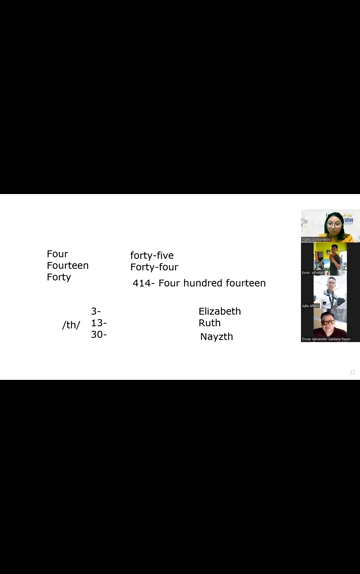 Four
Fourteen
Forty
forty-five
Forty-four
414- Four hundred fourteen
/th/
3-
13-
30-
Elizabeth
Ruth
Nayzth